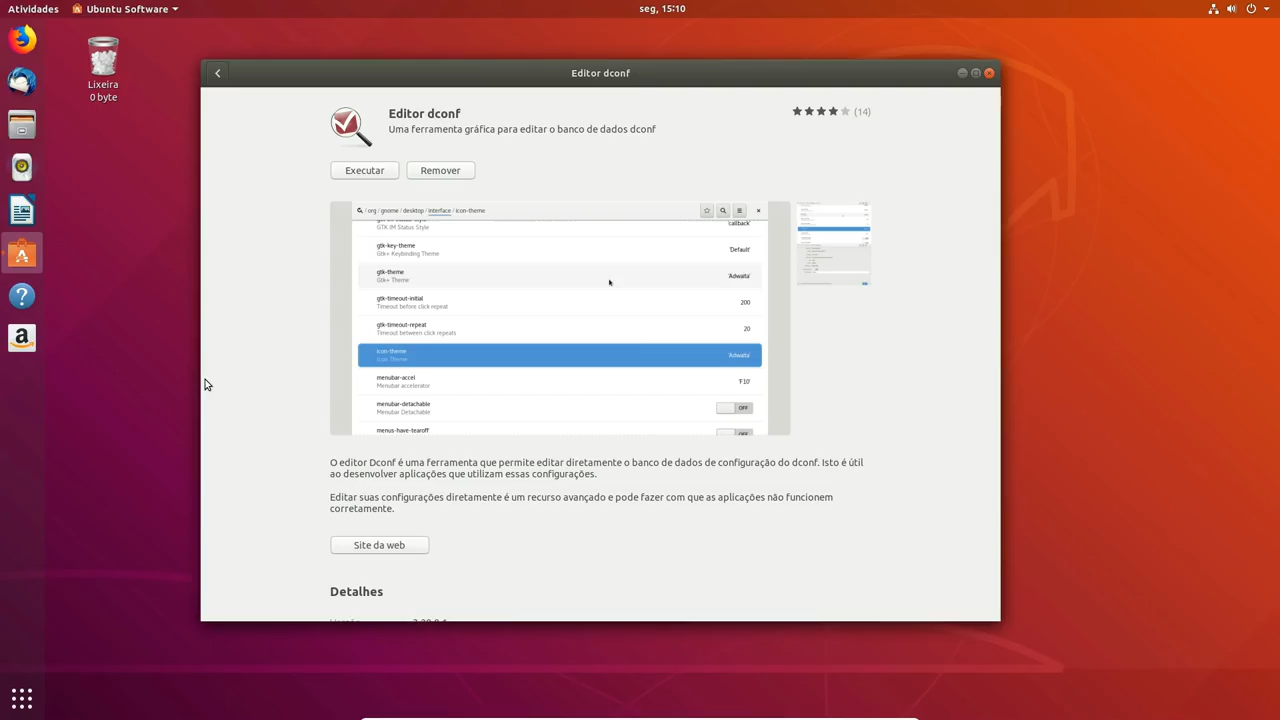 Atividades
Ubuntu Software
seg, 15:10
Lixeira
0 byte
Editor dconf
Editor dconf
Uma ferramenta gráfica para editar o banco de dados dconf
(14)
Executar
Remover
/ org / gnome / desktop / interface / icon-theme
GTK IM Status Style
'callback'
gtk-key-theme
Gtk+ Keybinding Theme
'Default'
gtk-theme
Gtk+ Theme
'Adwaita'
gtk-timeout-initial
Timeout before click repeat
200
gtk-timeout-repeat
Timeout between click repeats
20
icon-theme
Icon Theme
'Adwaita'
menubar-accel
Menubar accelerator
'F10'
menubar-detachable
Menubar Detachable
OFF
menus-have-tearoff
OFF
O editor Dconf é uma ferramenta que permite editar diretamente o banco de dados de configuração do dconf. Isto é útil
ao desenvolver aplicações que utilizam essas configurações.
Editar suas configurações diretamente é um recurso avançado e pode fazer com que as aplicações não funcionem
corretamente.
Site da web
Detalhes